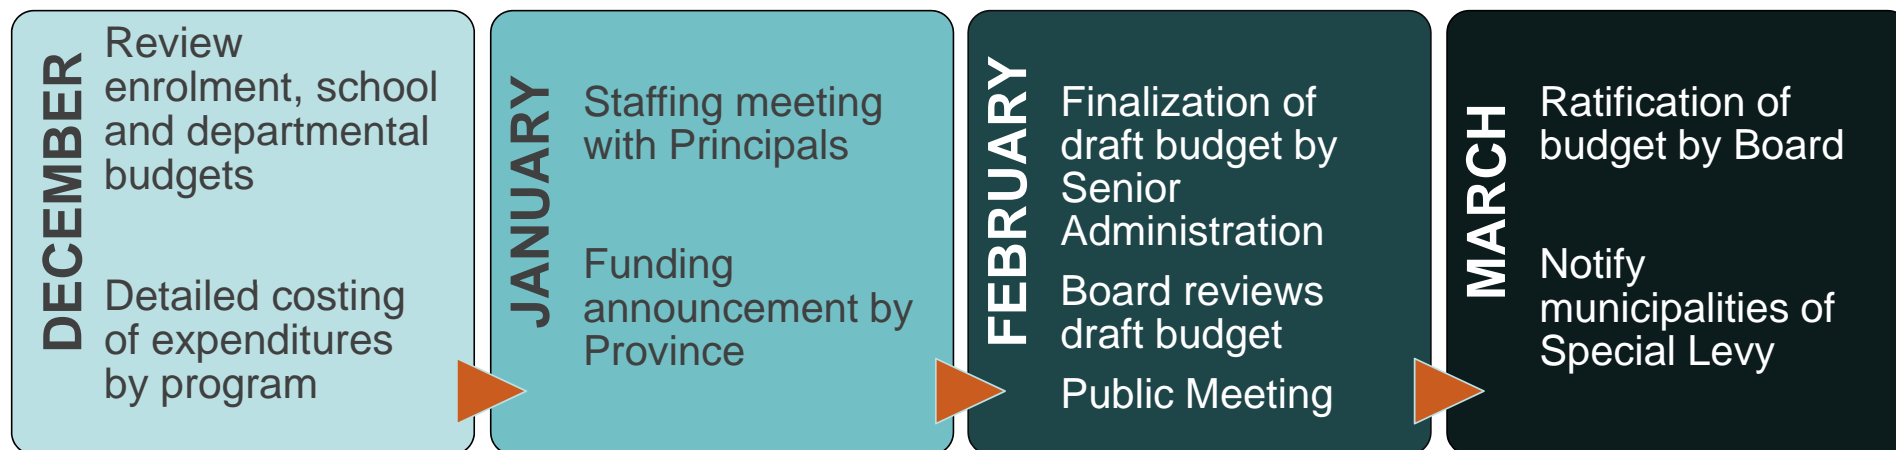 DECEMBER
Review
enrolment, school
and departmental
budgets
Detailed costing
of expenditures
by program
JANUARY
Staffing meeting
with Principals
Funding
announcement by
Province
FEBRUARY
Finalization of
draft budget by
Senior
Administration
Board reviews
draft budget
Public Meeting
MARCH
Ratification of
budget by Board
Notify
municipalities of
Special Levy